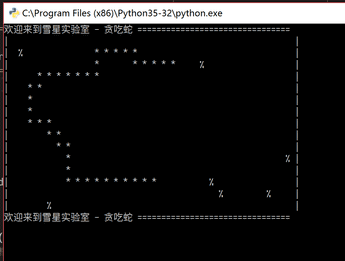 C:\Program Files (x86)\Python35-32\python.exe
欢迎来到雪星实验室 - 贪吃蛇 ================================
| |
| % * * * * * |
| * * * * * * % |
| * * * * * * * |
| * * |
| * |
| * |
| * * * |
| * * |
| * * |
| * % |
| * |
| * * * * * * * * * * % |
| % % |
| % |
欢迎来到雪星实验室 - 贪吃蛇 ================================